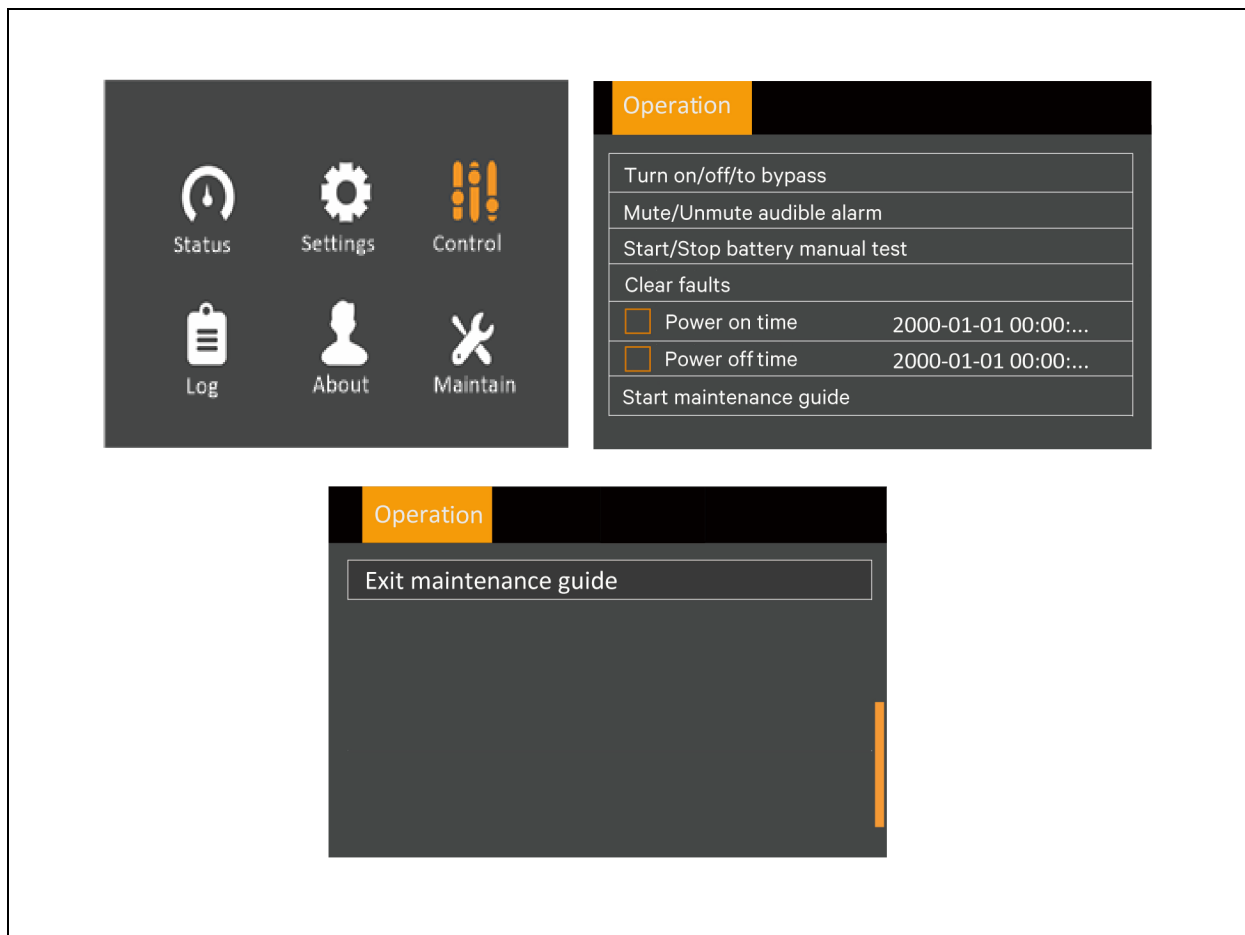 Status Settings Control
Log About Maintain
Operation
Turn on/off/to bypass
Mute/Unmute audible alarm
Start/Stop battery manual test
Clear faults
Power on time 2000-01-01 00:00:...
Power off time 2000-01-01 00:00:...
Start maintenance guide
Operation
Exit maintenance guide